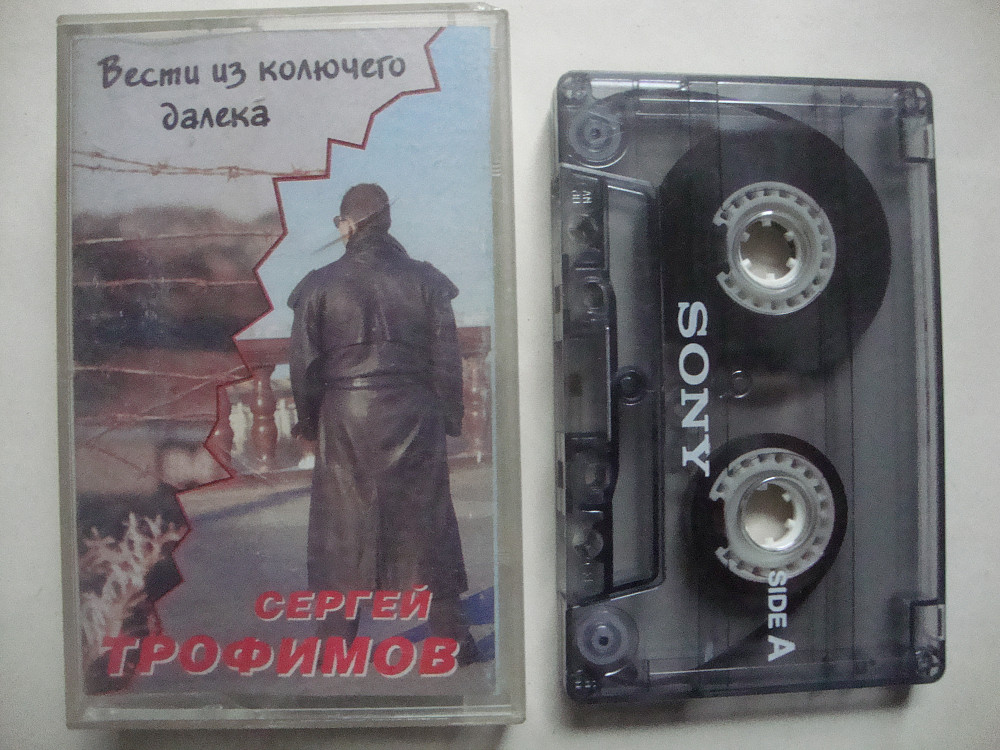 Вести из колючего
далека
СЕРГЕЙ
ТРОФИМОВ
SONY
SIDE A